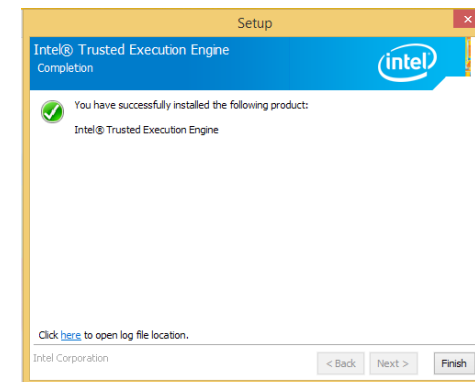 Setup
Intel® Trusted Execution Engine
Completion
intel
You have successfully installed the following product:
Intel® Trusted Execution Engine
Click here to open log file location.
Intel Corporation
< Back
Next >
Finish